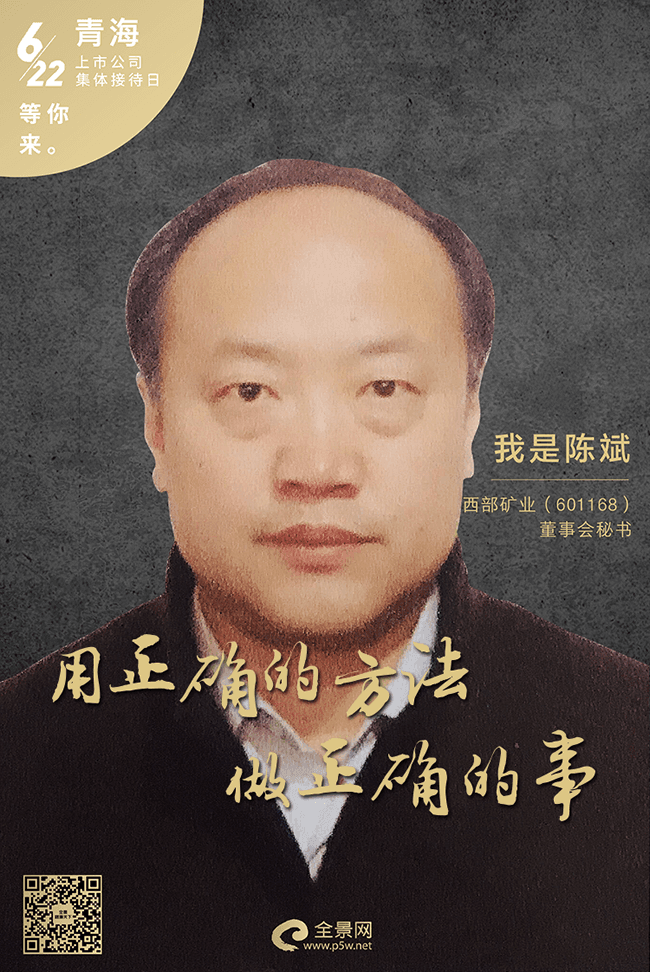 6/22
青海
上市公司
集体接待日
等你
来。
我是陈斌
西部矿业（601168）
董事会秘书
用正确的方法
做正确的事
全景网
www.p5w.net